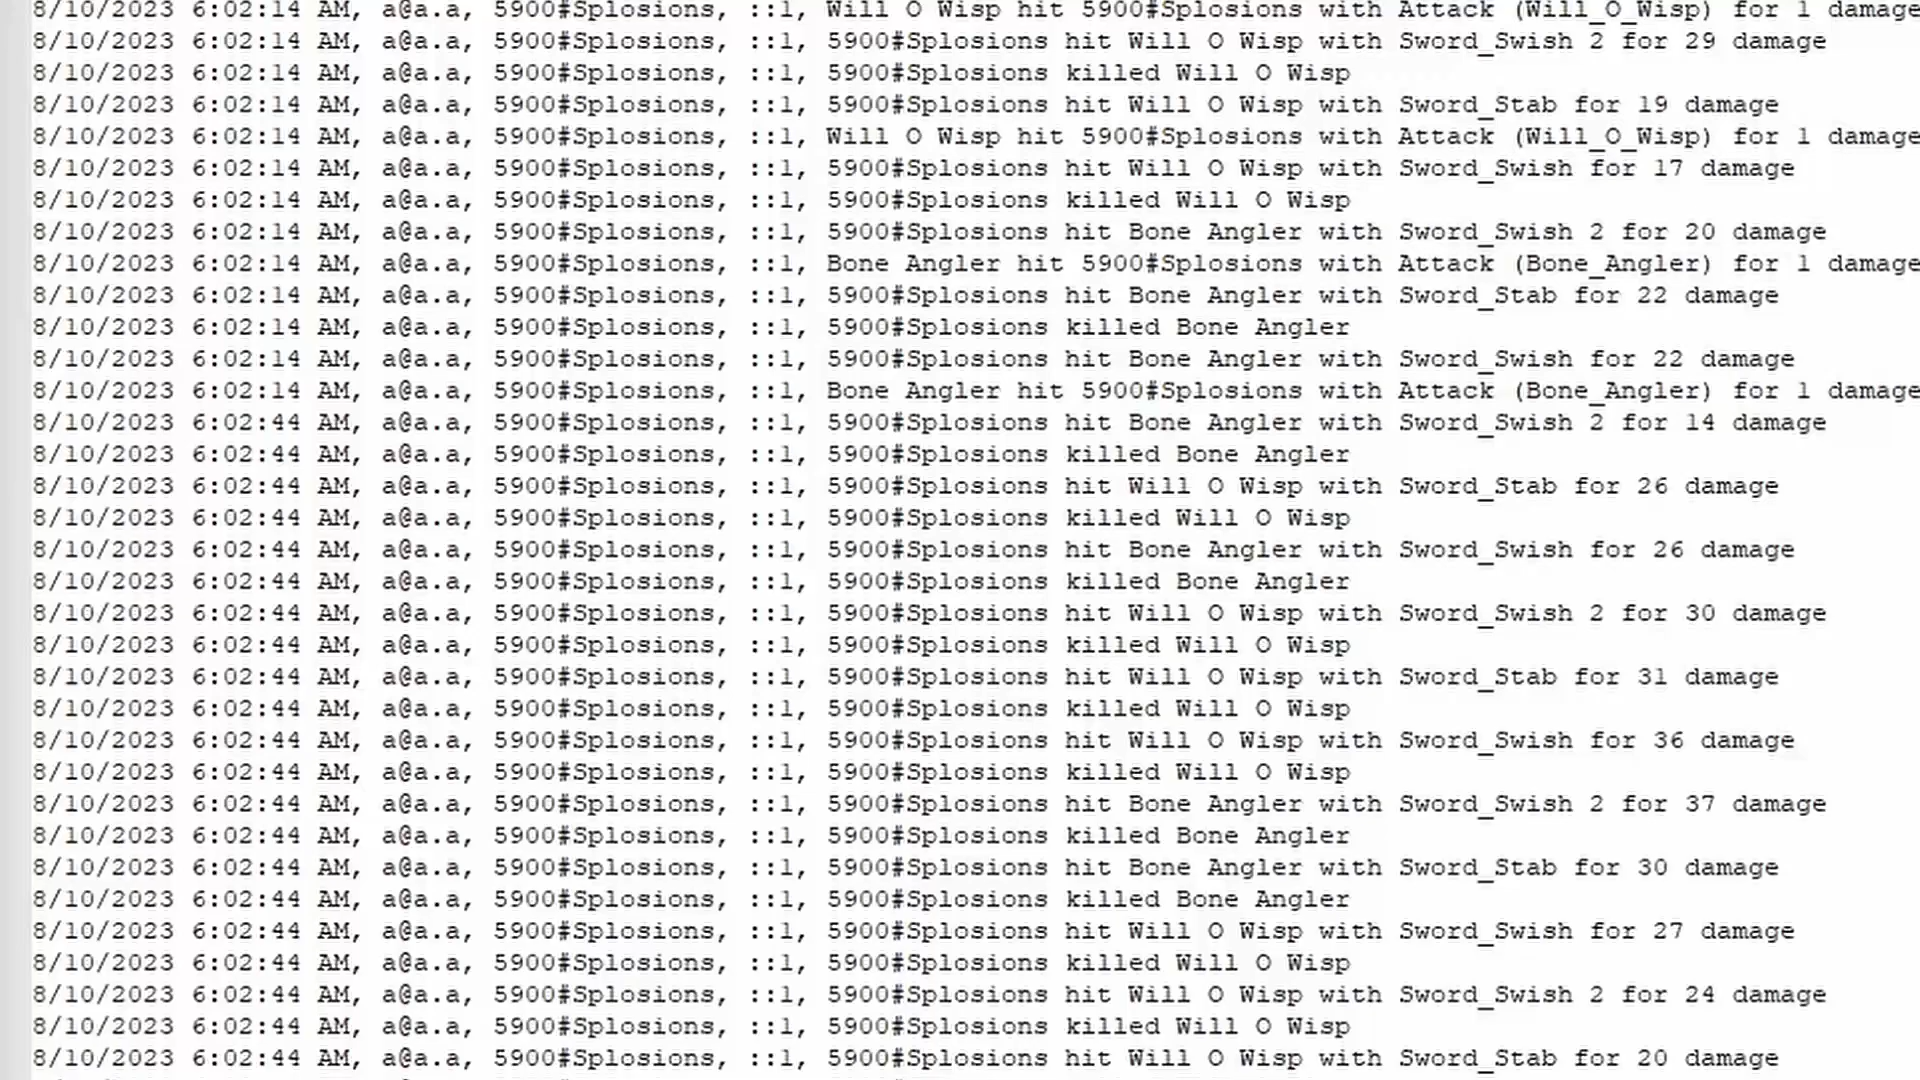 8/10/2023 6:02:14 AM, a@a.a, 5900#Splosions, ::1, Will O Wisp hit 5900#Splosions with Attack (Will_O_Wisp) for 1 damage
8/10/2023 6:02:14 AM, a@a.a, 5900#Splosions, ::1, 5900#Splosions hit Will O Wisp with Sword_Swish 2 for 29 damage
8/10/2023 6:02:14 AM, a@a.a, 5900#Splosions, ::1, 5900#Splosions killed Will O Wisp
8/10/2023 6:02:14 AM, a@a.a, 5900#Splosions, ::1, 5900#Splosions hit Will O Wisp with Sword_Stab for 19 damage
8/10/2023 6:02:14 AM, a@a.a, 5900#Splosions, ::1, Will O Wisp hit 5900#Splosions with Attack (Will_O_Wisp) for 1 damage
8/10/2023 6:02:14 AM, a@a.a, 5900#Splosions, ::1, 5900#Splosions hit Will O Wisp with Sword_Swish for 17 damage
8/10/2023 6:02:14 AM, a@a.a, 5900#Splosions, ::1, 5900#Splosions killed Will O Wisp
8/10/2023 6:02:14 AM, a@a.a, 5900#Splosions, ::1, 5900#Splosions hit Bone Angler with Sword_Swish 2 for 20 damage
8/10/2023 6:02:14 AM, a@a.a, 5900#Splosions, ::1, Bone Angler hit 5900#Splosions with Attack (Bone_Angler) for 1 damage
8/10/2023 6:02:14 AM, a@a.a, 5900#Splosions, ::1, 5900#Splosions hit Bone Angler with Sword_Stab for 22 damage
8/10/2023 6:02:14 AM, a@a.a, 5900#Splosions, ::1, 5900#Splosions killed Bone Angler
8/10/2023 6:02:14 AM, a@a.a, 5900#Splosions, ::1, 5900#Splosions hit Bone Angler with Sword_Swish for 22 damage
8/10/2023 6:02:14 AM, a@a.a, 5900#Splosions, ::1, Bone Angler hit 5900#Splosions with Attack (Bone_Angler) for 1 damage
8/10/2023 6:02:44 AM, a@a.a, 5900#Splosions, ::1, 5900#Splosions hit Bone Angler with Sword_Swish 2 for 14 damage
8/10/2023 6:02:44 AM, a@a.a, 5900#Splosions, ::1, 5900#Splosions killed Bone Angler
8/10/2023 6:02:44 AM, a@a.a, 5900#Splosions, ::1, 5900#Splosions hit Will O Wisp with Sword_Stab for 26 damage
8/10/2023 6:02:44 AM, a@a.a, 5900#Splosions, ::1, 5900#Splosions killed Will O Wisp
8/10/2023 6:02:44 AM, a@a.a, 5900#Splosions, ::1, 5900#Splosions hit Bone Angler with Sword_Swish for 26 damage
8/10/2023 6:02:44 AM, a@a.a, 5900#Splosions, ::1, 5900#Splosions killed Bone Angler
8/10/2023 6:02:44 AM, a@a.a, 5900#Splosions, ::1, 5900#Splosions hit Will O Wisp with Sword_Swish 2 for 30 damage
8/10/2023 6:02:44 AM, a@a.a, 5900#Splosions, ::1, 5900#Splosions killed Will O Wisp
8/10/2023 6:02:44 AM, a@a.a, 5900#Splosions, ::1, 5900#Splosions hit Will O Wisp with Sword_Stab for 31 damage
8/10/2023 6:02:44 AM, a@a.a, 5900#Splosions, ::1, 5900#Splosions killed Will O Wisp
8/10/2023 6:02:44 AM, a@a.a, 5900#Splosions, ::1, 5900#Splosions hit Will O Wisp with Sword_Swish for 36 damage
8/10/2023 6:02:44 AM, a@a.a, 5900#Splosions, ::1, 5900#Splosions killed Will O Wisp
8/10/2023 6:02:44 AM, a@a.a, 5900#Splosions, ::1, 5900#Splosions hit Bone Angler with Sword_Swish 2 for 37 damage
8/10/2023 6:02:44 AM, a@a.a, 5900#Splosions, ::1, 5900#Splosions killed Bone Angler
8/10/2023 6:02:44 AM, a@a.a, 5900#Splosions, ::1, 5900#Splosions hit Bone Angler with Sword_Stab for 30 damage
8/10/2023 6:02:44 AM, a@a.a, 5900#Splosions, ::1, 5900#Splosions killed Bone Angler
8/10/2023 6:02:44 AM, a@a.a, 5900#Splosions, ::1, 5900#Splosions hit Will O Wisp with Sword_Swish for 27 damage
8/10/2023 6:02:44 AM, a@a.a, 5900#Splosions, ::1, 5900#Splosions killed Will O Wisp
8/10/2023 6:02:44 AM, a@a.a, 5900#Splosions, ::1, 5900#Splosions hit Will O Wisp with Sword_Swish 2 for 24 damage
8/10/2023 6:02:44 AM, a@a.a, 5900#Splosions, ::1, 5900#Splosions killed Will O Wisp
8/10/2023 6:02:44 AM, a@a.a, 5900#Splosions, ::1, 5900#Splosions hit Will O Wisp with Sword_Stab for 20 damage